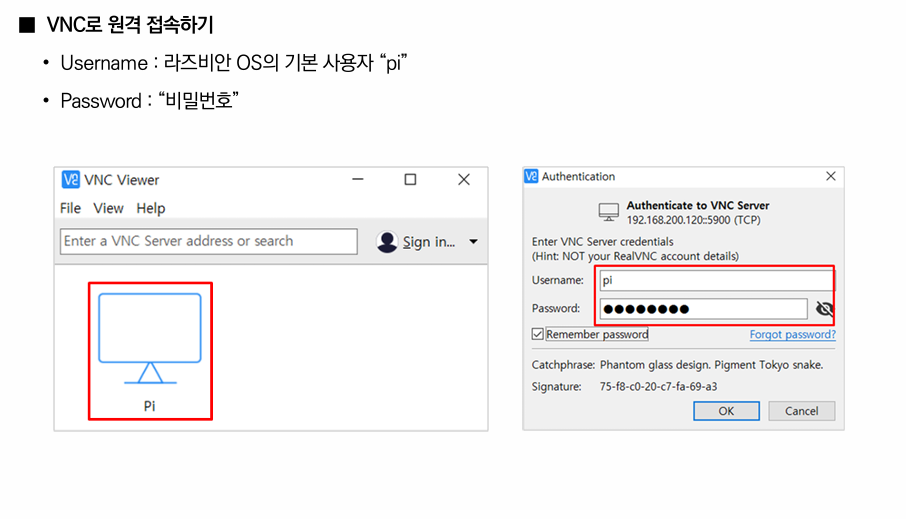 ■ VNC로 원격 접속하기
• Username : 라즈비안 OS의 기본 사용자 “pi”
• Password : “비밀번호”
VNC Viewer
File View Help
Enter a VNC Server address or search
Sign in...
Pi
Authentication
Authenticate to VNC Server
192.168.200.120::5900 (TCP)
Enter VNC Server credentials
(Hint: NOT your RealVNC account details)
Username: pi
Password: ●●●●●●●●
Remember password Forgot password?
Catchphrase: Phantom glass design. Pigment Tokyo snake.
Signature: 75-f8-c0-20-c7-fa-69-a3
OK Cancel